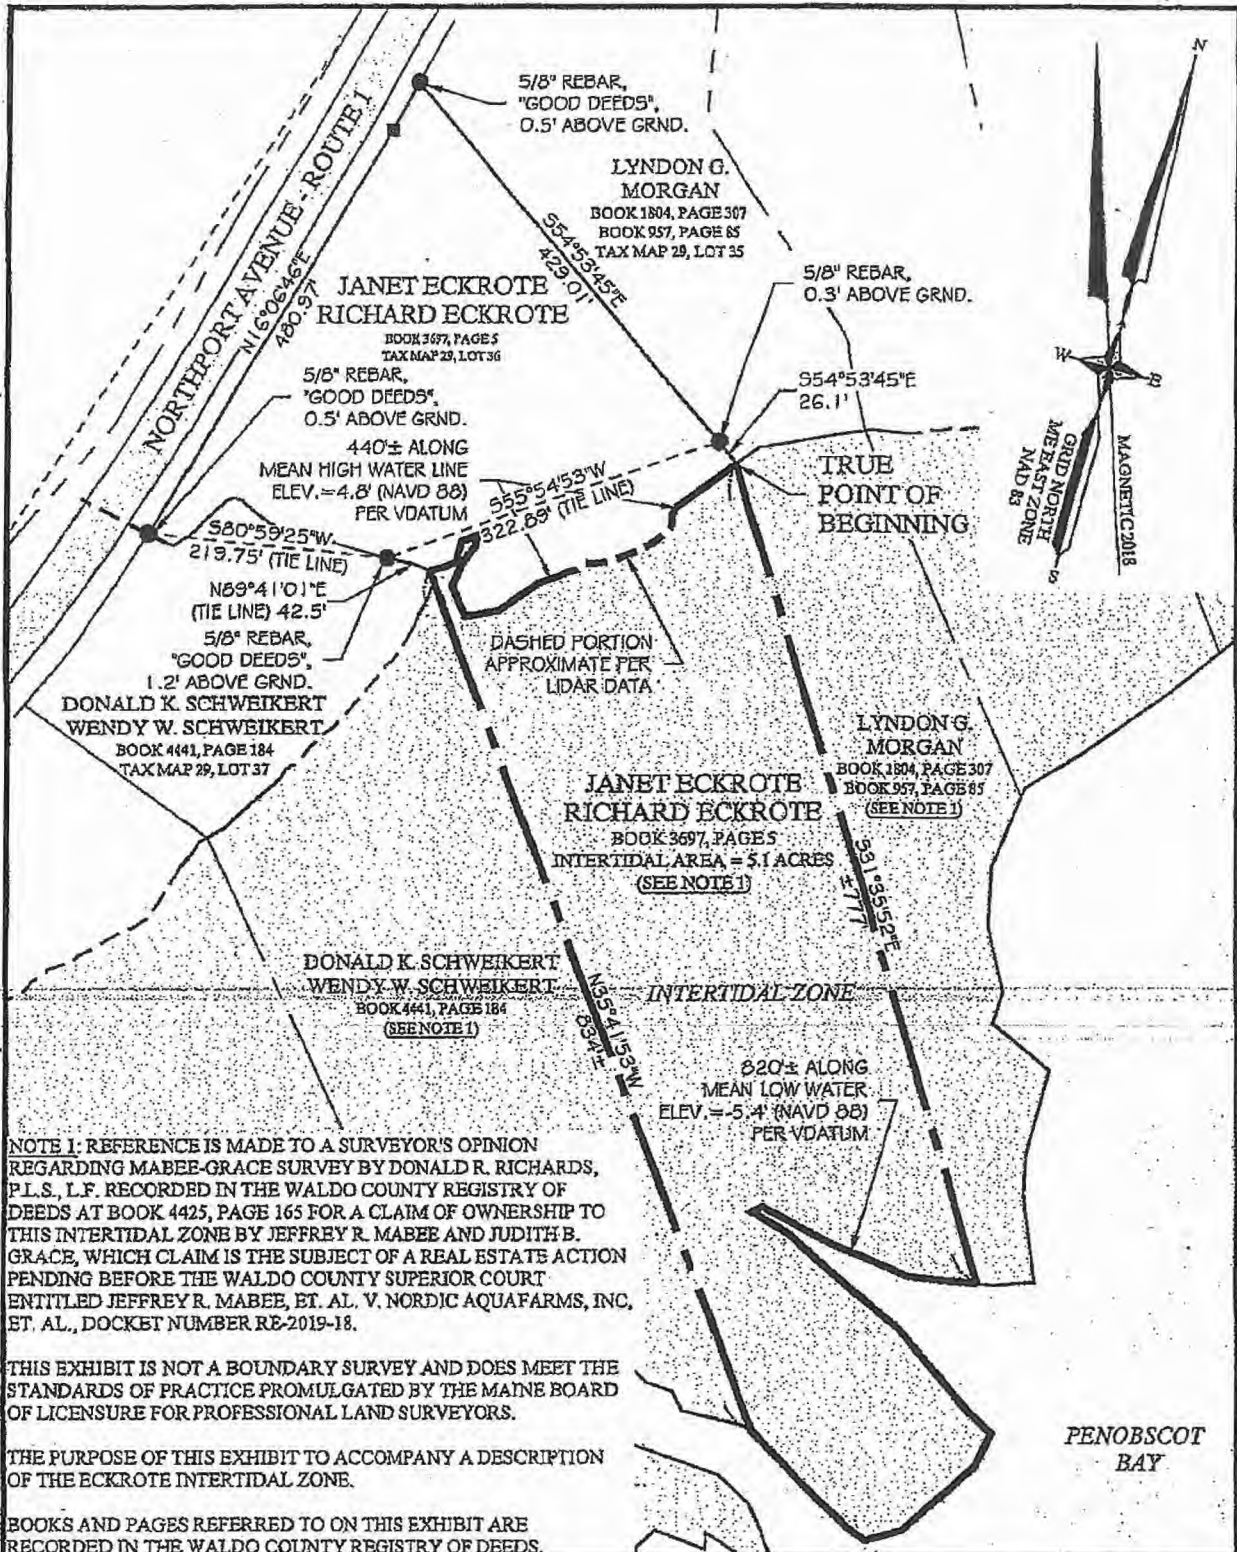 5/8" REBAR,
"GOOD DEEDS",
0.5' ABOVE GRND.
N
LYNDON G.
MORGAN
BOOK 1804, PAGE 307
BOOK 957, PAGE 85
TAX MAP 29, LOT 35
NORTHPORT AVENUE - ROUTE 1
N16°06'46"E
480.97'
S54°53'45"E
429.01'
JANET ECKROTE
RICHARD ECKROTE
BOOK 3697, PAGE 5
TAX MAP 29, LOT 36
5/8" REBAR,
0.3' ABOVE GRND.
W
E
S
GRID NORTH
ME EAST ZONE
NAD 83
MAGNETIC 2018
5/8" REBAR,
"GOOD DEEDS",
0.5' ABOVE GRND.
S54°53'45"E
26.1'
440'± ALONG
MEAN HIGH WATER LINE
ELEV.=4.8' (NAVD 88)
PER VDATUM
S55°54'53"W
322.89' (TIE LINE)
TRUE
POINT OF
BEGINNING
S80°59'25"W
219.75' (TIE LINE)
N89°41'01"E
(TIE LINE) 42.5'
5/8" REBAR,
"GOOD DEEDS",
1.2' ABOVE GRND.
DASHED PORTION
APPROXIMATE PER
LIDAR DATA
DONALD K. SCHWEIKERT
WENDY W. SCHWEIKERT
BOOK 4441, PAGE 184
TAX MAP 29, LOT 37
LYNDON G.
MORGAN
BOOK 1804, PAGE 307
BOOK 957, PAGE 85
(SEE NOTE 1)
JANET ECKROTE
RICHARD ECKROTE
BOOK 3697, PAGE 5
INTERTIDAL AREA = 5.1 ACRES
(SEE NOTE 1)
S31°35'52"E
777'±
DONALD K. SCHWEIKERT
WENDY W. SCHWEIKERT
BOOK 4441, PAGE 184
(SEE NOTE 1)
INTERTIDAL ZONE
N35°41'53"W
834'±
820'± ALONG
MEAN LOW WATER
ELEV.=-5.4' (NAVD 88)
PER VDATUM
NOTE 1: REFERENCE IS MADE TO A SURVEYOR'S OPINION
REGARDING MABEE-GRACE SURVEY BY DONALD R. RICHARDS,
P.L.S., L.F. RECORDED IN THE WALDO COUNTY REGISTRY OF
DEEDS AT BOOK 4425, PAGE 165 FOR A CLAIM OF OWNERSHIP TO
THIS INTERTIDAL ZONE BY JEFFREY R. MABEE AND JUDITH B.
GRACE, WHICH CLAIM IS THE SUBJECT OF A REAL ESTATE ACTION
PENDING BEFORE THE WALDO COUNTY SUPERIOR COURT
ENTITLED JEFFREY R. MABEE, ET. AL. V. NORDIC AQUAFARMS, INC,
ET. AL., DOCKET NUMBER RE-2019-18.
THIS EXHIBIT IS NOT A BOUNDARY SURVEY AND DOES MEET THE
STANDARDS OF PRACTICE PROMULGATED BY THE MAINE BOARD
OF LICENSURE FOR PROFESSIONAL LAND SURVEYORS.
THE PURPOSE OF THIS EXHIBIT TO ACCOMPANY A DESCRIPTION
OF THE ECKROTE INTERTIDAL ZONE.
BOOKS AND PAGES REFERRED TO ON THIS EXHIBIT ARE
RECORDED IN THE WALDO COUNTY REGISTRY OF DEEDS.
PENOBSCOT
BAY